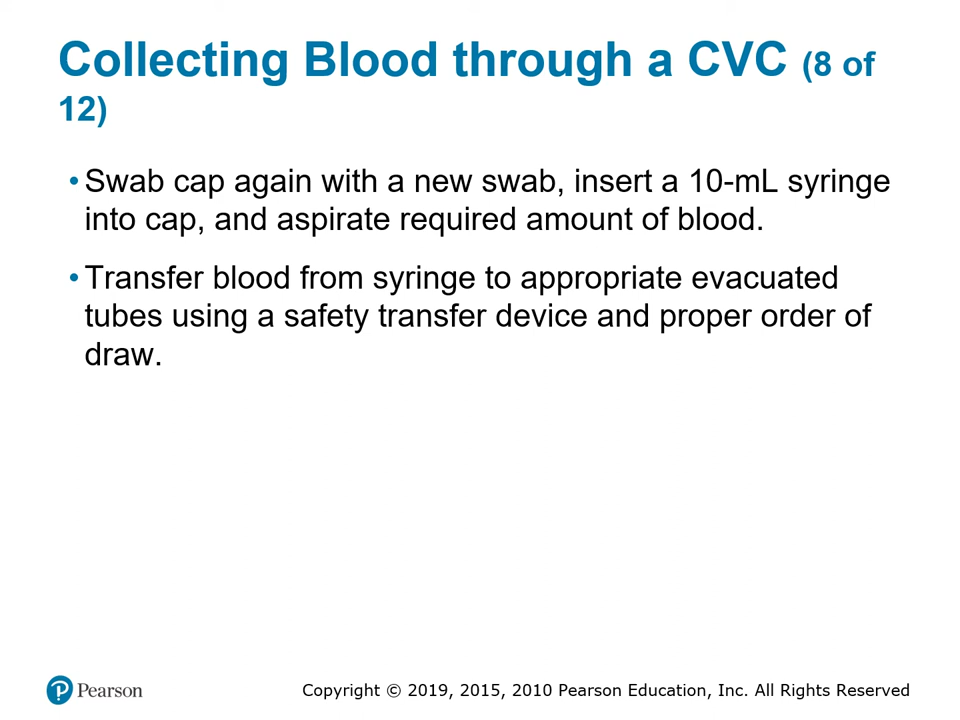 Collecting Blood through a CVC (8 of
12)
• Swab cap again with a new swab, insert a 10-mL syringe
into cap, and aspirate required amount of blood.
• Transfer blood from syringe to appropriate evacuated
tubes using a safety transfer device and proper order of
draw.
Pearson
Copyright © 2019, 2015, 2010 Pearson Education, Inc. All Rights Reserved